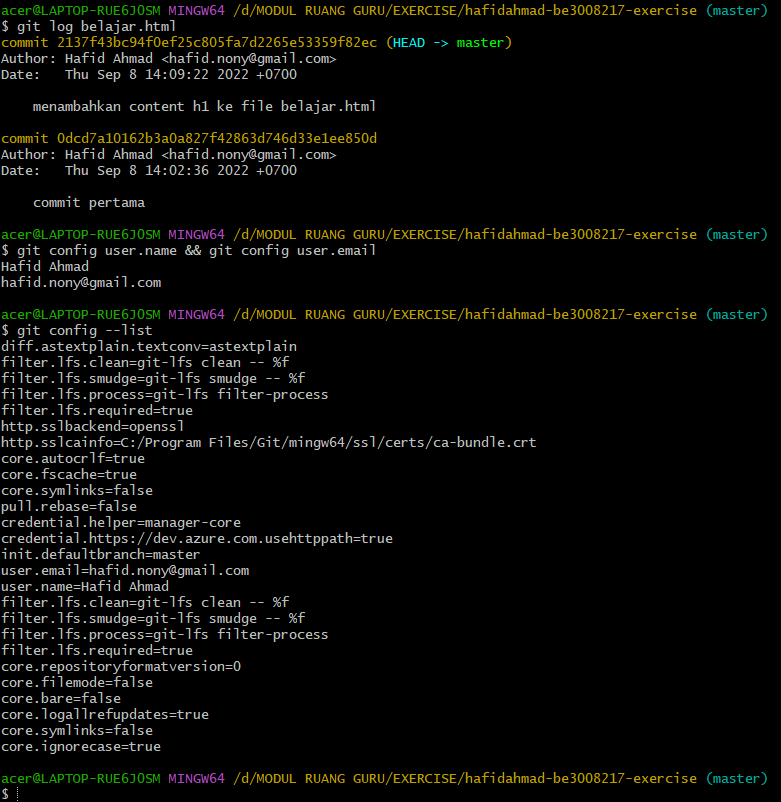 acer@LAPTOP-RUE6J0SM MINGW64 /d/MODUL RUANG GURU/EXERCISE/hafidahmad-be3008217-exercise (master)
$ git log belajar.html
commit 2137f43bc94f0ef25c805fa7d2265e53359f82ec (HEAD -> master)
Author: Hafid Ahmad <hafid.nony@gmail.com>
Date:   Thu Sep 8 14:09:22 2022 +0700

    menambahkan content h1 ke file belajar.html

commit 0dcd7a10162b3a0a827f42863d746d33e1ee850d
Author: Hafid Ahmad <hafid.nony@gmail.com>
Date:   Thu Sep 8 14:02:36 2022 +0700

    commit pertama

acer@LAPTOP-RUE6J0SM MINGW64 /d/MODUL RUANG GURU/EXERCISE/hafidahmad-be3008217-exercise (master)
$ git config user.name && git config user.email
Hafid Ahmad
hafid.nony@gmail.com

acer@LAPTOP-RUE6J0SM MINGW64 /d/MODUL RUANG GURU/EXERCISE/hafidahmad-be3008217-exercise (master)
$ git config --list
diff.astextplain.textconv=astextplain
filter.lfs.clean=git-lfs clean -- %f
filter.lfs.smudge=git-lfs smudge -- %f
filter.lfs.process=git-lfs filter-process
filter.lfs.required=true
http.sslbackend=openssl
http.sslcainfo=C:/Program Files/Git/mingw64/ssl/certs/ca-bundle.crt
core.autocrlf=true
core.fscache=true
core.symlinks=false
pull.rebase=false
credential.helper=manager-core
credential.https://dev.azure.com.usehttppath=true
init.defaultbranch=master
user.email=hafid.nony@gmail.com
user.name=Hafid Ahmad
filter.lfs.clean=git-lfs clean -- %f
filter.lfs.smudge=git-lfs smudge -- %f
filter.lfs.process=git-lfs filter-process
filter.lfs.required=true
core.repositoryformatversion=0
core.filemode=false
core.bare=false
core.logallrefupdates=true
core.symlinks=false
core.ignorecase=true

acer@LAPTOP-RUE6J0SM MINGW64 /d/MODUL RUANG GURU/EXERCISE/hafidahmad-be3008217-exercise (master)
$